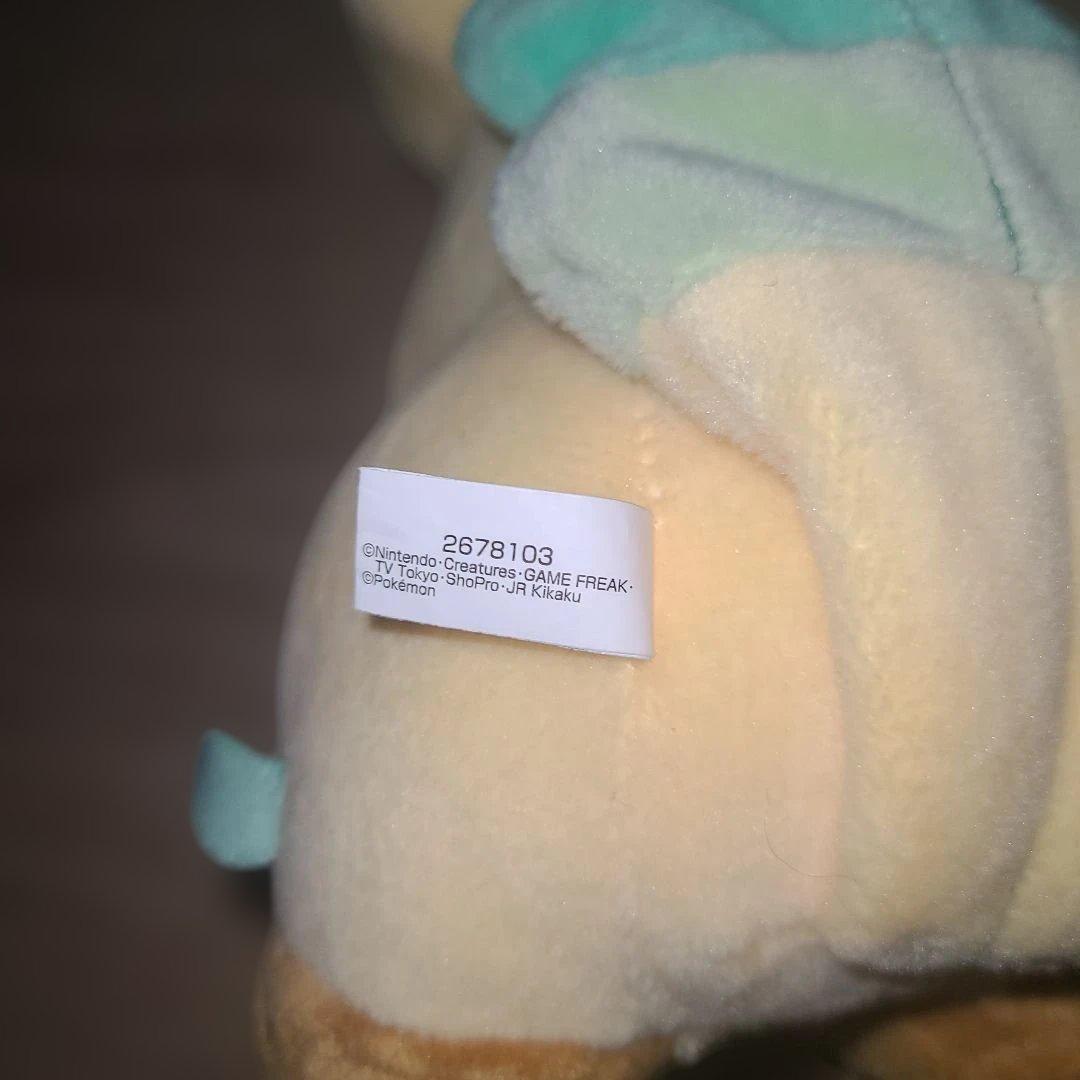 2678103
©Nintendo·Creatures·GAME FREAK·
TV Tokyo·ShoPro·JR Kikaku
©Pokémon